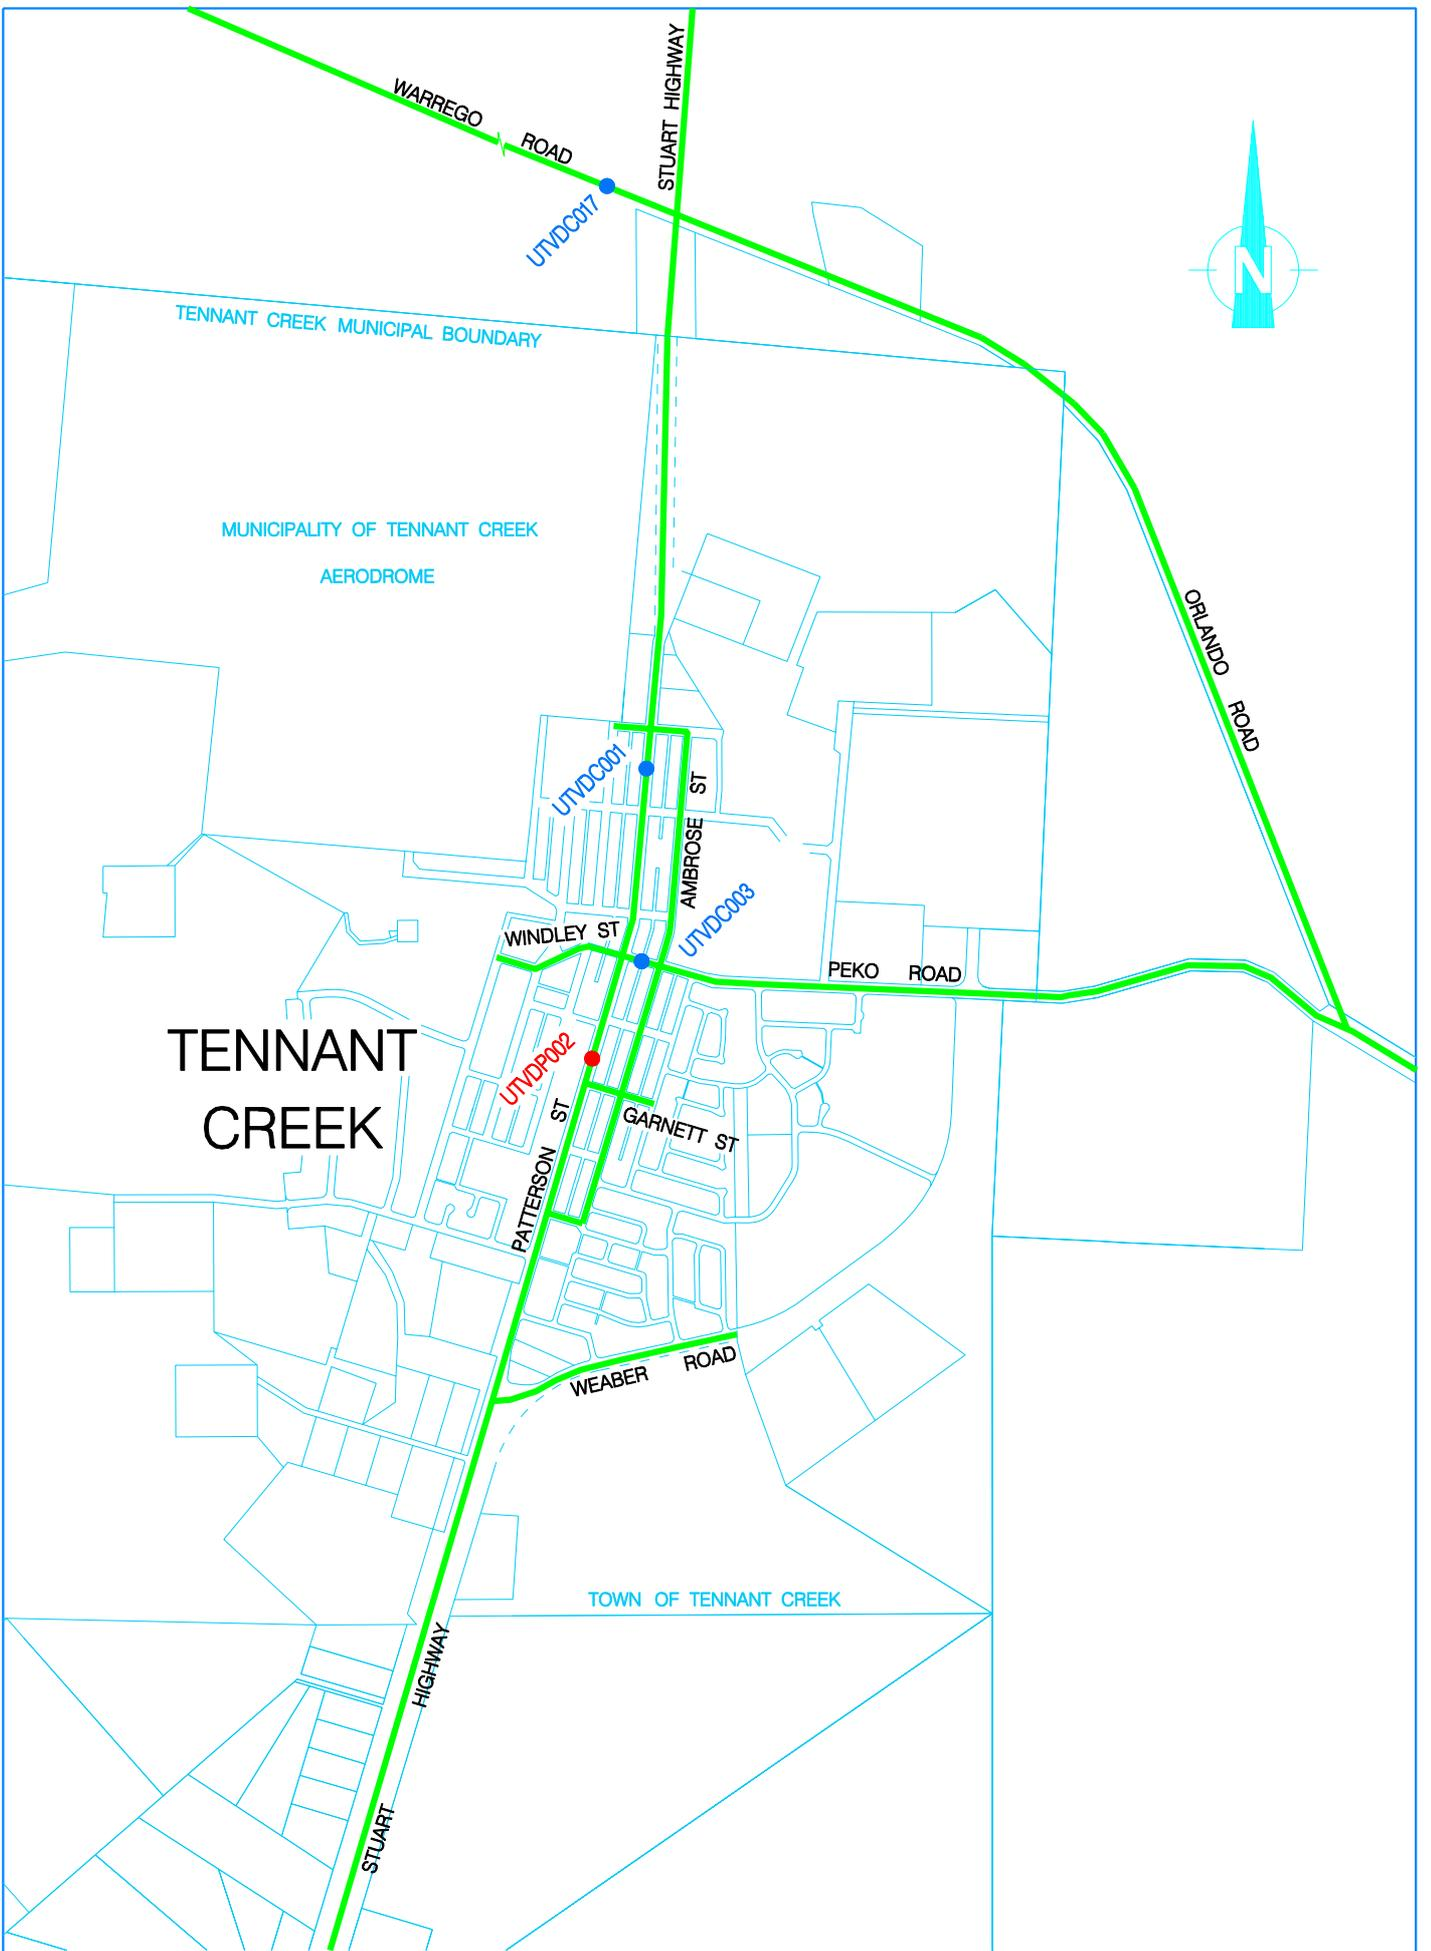 STUART HIGHWAY
WARREGO ROAD
UTVDC017
N
TENNANT CREEK MUNICIPAL BOUNDARY
MUNICIPALITY OF TENNANT CREEK
AERODROME
ORLANDO ROAD
UTVDC001
AMBROSE ST
UTVDC003
WINDLEY ST
PEKO ROAD
TENNANT
CREEK
UTVDP002
GARNETT ST
PATTERSON ST
WEABER ROAD
TOWN OF TENNANT CREEK
STUART HIGHWAY